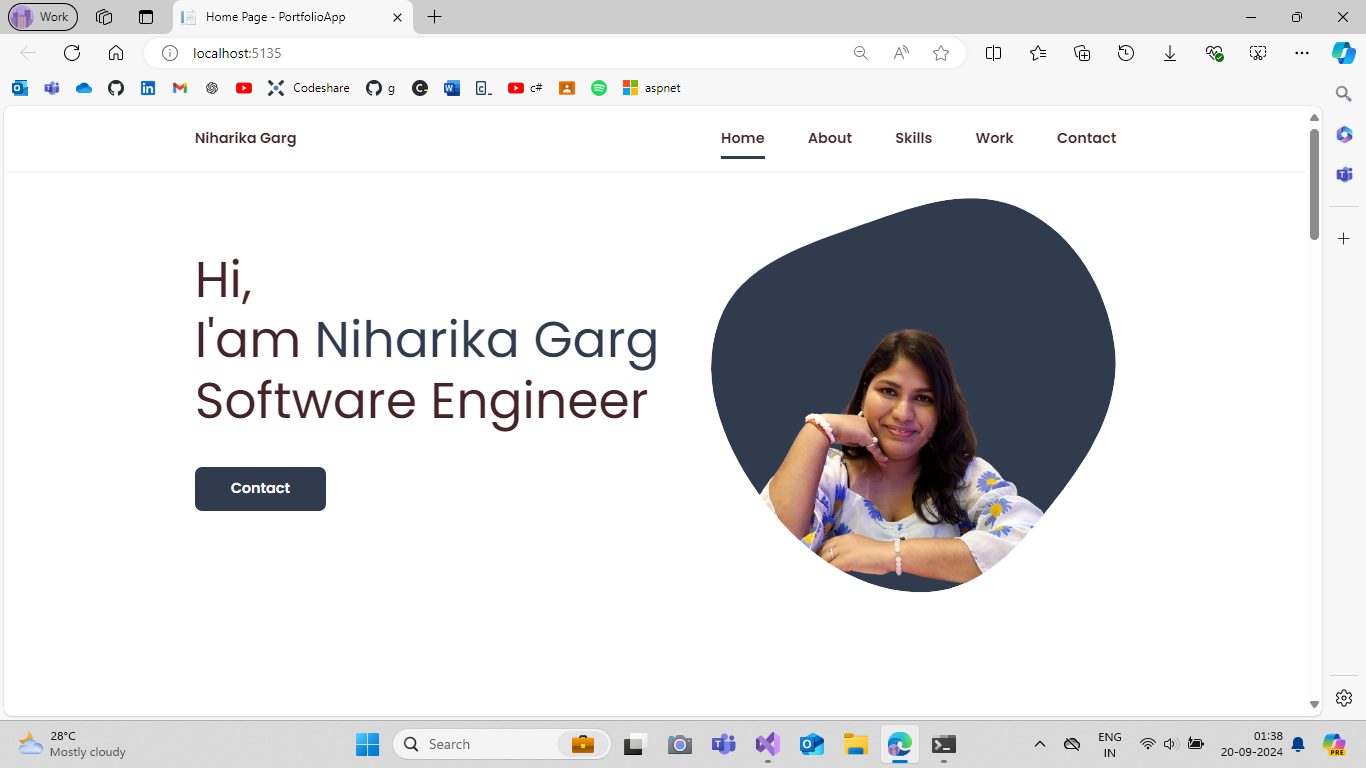 Work
Home Page - PortfolioApp
localhost:5135
Codeshare
g
c#
aspnet
Niharika Garg
Home
About
Skills
Work
Contact
Hi,
I'am Niharika Garg
Software Engineer
Contact
28°C
Mostly cloudy
Search
ENG
IN
01:38
20-09-2024
PRE